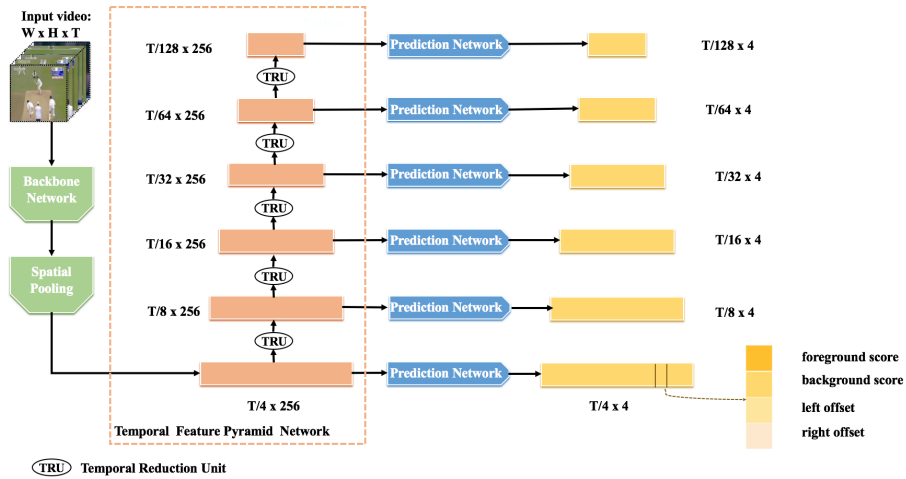 Input video:
W x H x T
Backbone
Network
Spatial
Pooling
T/128 x 256
Prediction Network
T/128 x 4
TRU
T/64 x 256
Prediction Network
T/64 x 4
TRU
T/32 x 256
Prediction Network
T/32 x 4
TRU
T/16 x 256
Prediction Network
T/16 x 4
TRU
T/8 x 256
Prediction Network
T/8 x 4
TRU
Prediction Network
T/4 x 256
T/4 x 4
Temporal Feature Pyramid Network
foreground score
background score
left offset
right offset
TRU Temporal Reduction Unit